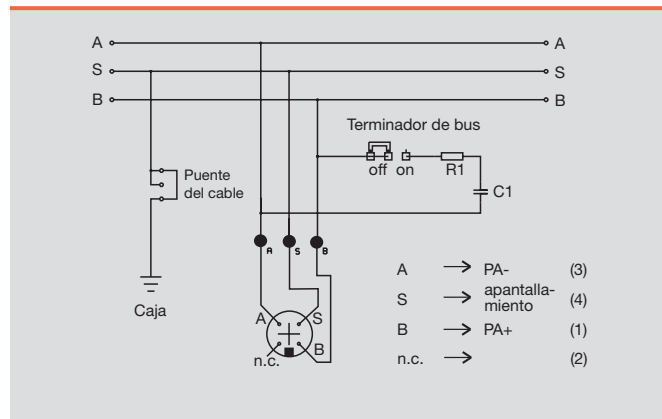 A
A
S
S
B
B
Terminador de bus
off on
R1
C1
Puente
del cable
Caja
A
S
B
A
S
B
n.c.
A → PA- (3)
S → apantalla-
miento (4)
B → PA+ (1)
n.c. → (2)